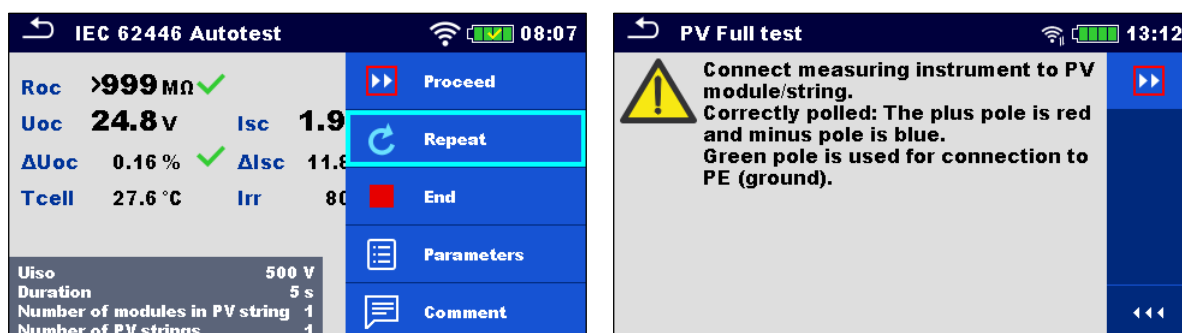 IEC 62446 Autotest 08:07
Roc >999 MΩ
Uoc 24.8 V Isc 1.9
ΔUoc 0.16 % ΔIsc 11.8
Tcell 27.6 °C Irr 80
Uiso 500 V
Duration 5 s
Number of modules in PV string 1
Number of PV strings 1
Proceed
Repeat
End
Parameters
Comment
PV Full test 13:12
Connect measuring instrument to PV
module/string.
Correctly polled: The plus pole is red
and minus pole is blue.
Green pole is used for connection to
PE (ground).